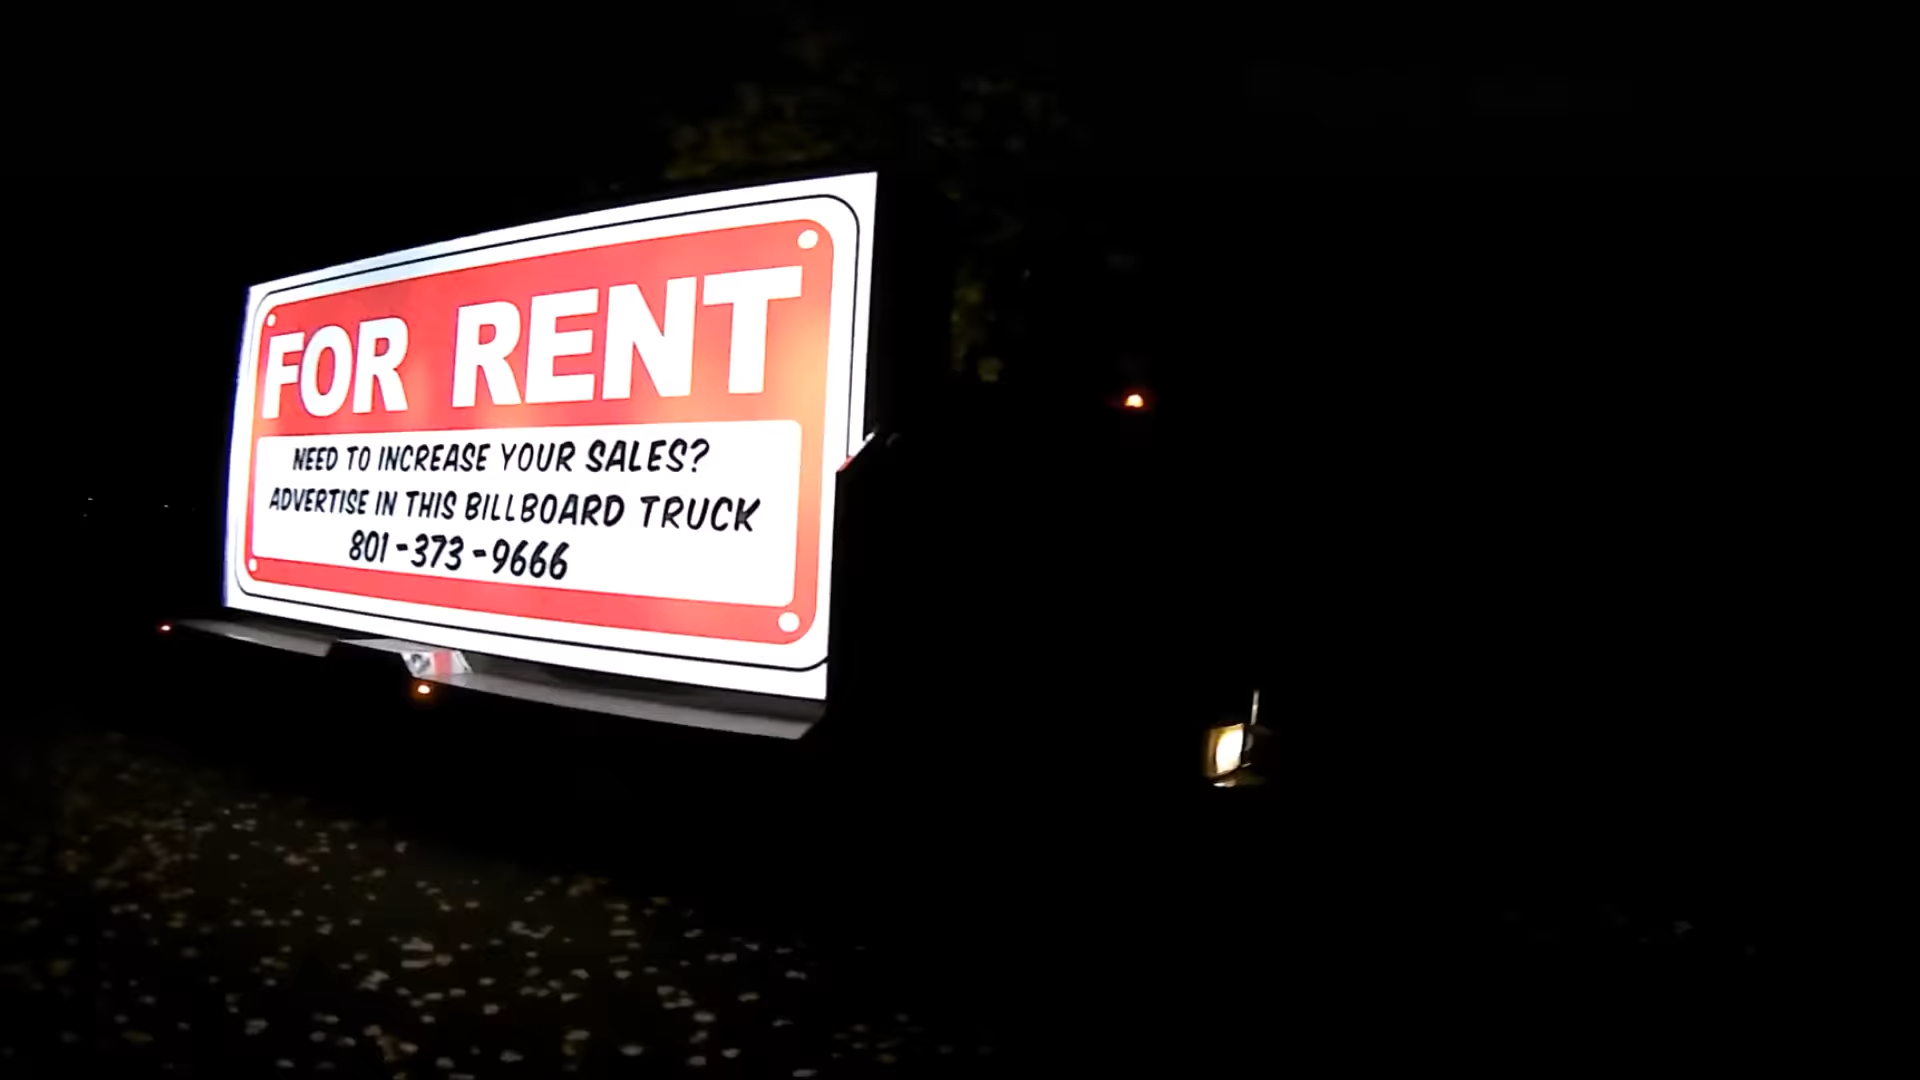 FOR RENT
NEED TO INCREASE YOUR SALES?
ADVERTISE IN THIS BILLBOARD TRUCK
801-373-9666